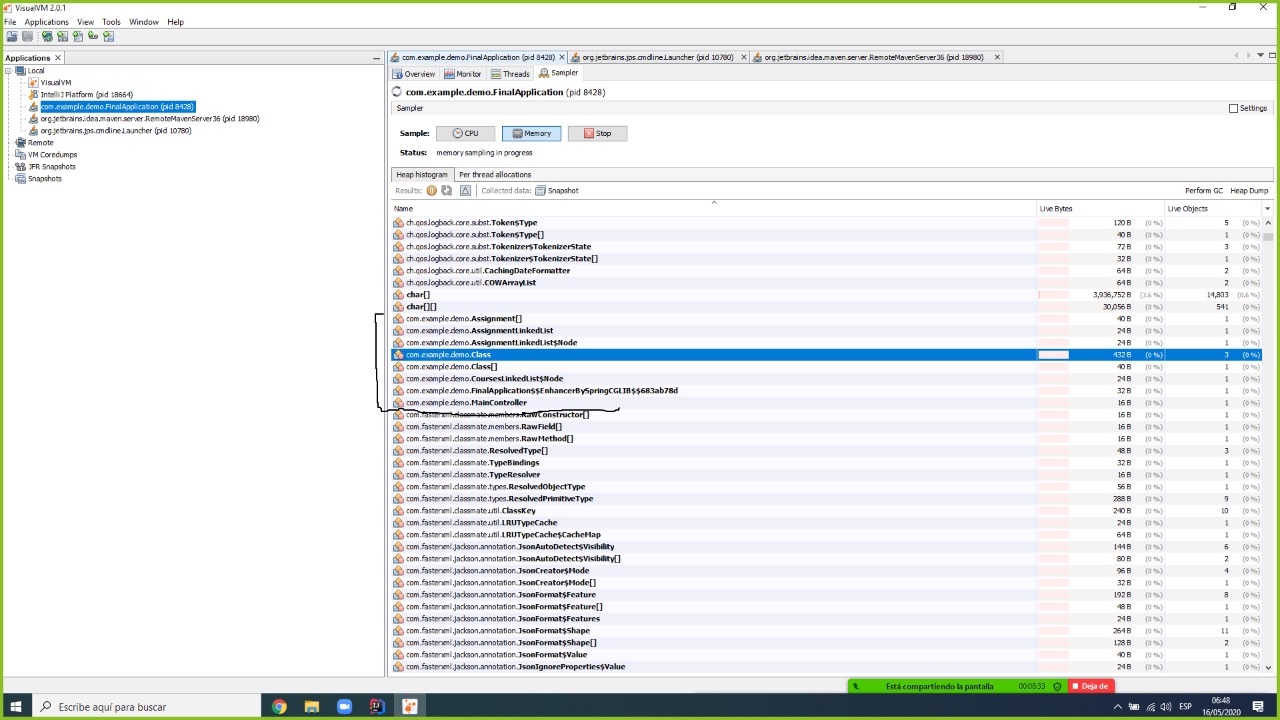 VisualVM 2.0.1
File Applications View Tools Window Help
Applications
Local
VisualVM
IntelliJ Platform (pid 18664)
com.example.demo.FinalApplication (pid 8428)
org.jetbrains.idea.maven.server.RemoteMavenServer36 (pid 18980)
org.jetbrains.jps.cmdline.Launcher (pid 10780)
Remote
VM Coredumps
JFR Snapshots
Snapshots
com.example.demo.FinalApplication (pid 8428) org.jetbrains.jps.cmdline.Launcher (pid 10780) org.jetbrains.idea.maven.server.RemoteMavenServer36 (pid 18980)
Overview Monitor Threads Sampler
com.example.demo.FinalApplication (pid 8428)
Sampler Settings
Sample: CPU Memory Stop
Status: memory sampling in progress
Heap histogram Per thread allocations
Results: Collected data: Snapshot Perform GC Heap Dump
Name Live Bytes Live Objects
ch.qos.logback.core.subst.Token$Type 120 B (0 %) 5 (0 %)
ch.qos.logback.core.subst.Token$Type[] 40 B (0 %) 1 (0 %)
ch.qos.logback.core.subst.Tokenizer$TokenizerState 72 B (0 %) 3 (0 %)
ch.qos.logback.core.subst.Tokenizer$TokenizerState[] 32 B (0 %) 1 (0 %)
ch.qos.logback.core.util.CachingDateFormatter 64 B (0 %) 2 (0 %)
ch.qos.logback.core.util.COWArrayList 64 B (0 %) 2 (0 %)
char[] 3,936,752 B (3.6 %) 14,803 (0.6 %)
char[][] 30,056 B (0 %) 541 (0 %)
com.example.demo.Assignment[] 40 B (0 %) 1 (0 %)
com.example.demo.AssignmentLinkedList 24 B (0 %) 1 (0 %)
com.example.demo.AssignmentLinkedList$Node 24 B (0 %) 1 (0 %)
com.example.demo.Class 432 B (0 %) 3 (0 %)
com.example.demo.Class[] 40 B (0 %) 1 (0 %)
com.example.demo.CoursesLinkedList$Node 24 B (0 %) 1 (0 %)
com.example.demo.FinalApplication$$EnhancerBySpringCGLIB$$683ab78d 32 B (0 %) 1 (0 %)
com.example.demo.MainController 16 B (0 %) 1 (0 %)
com.fasterxml.classmate.members.RawConstructor[] 16 B (0 %) 1 (0 %)
com.fasterxml.classmate.members.RawField[] 16 B (0 %) 1 (0 %)
com.fasterxml.classmate.members.RawMethod[] 16 B (0 %) 1 (0 %)
com.fasterxml.classmate.ResolvedType[] 48 B (0 %) 3 (0 %)
com.fasterxml.classmate.TypeBindings 32 B (0 %) 1 (0 %)
com.fasterxml.classmate.TypeResolver 16 B (0 %) 1 (0 %)
com.fasterxml.classmate.types.ResolvedObjectType 56 B (0 %) 1 (0 %)
com.fasterxml.classmate.types.ResolvedPrimitiveType 288 B (0 %) 9 (0 %)
com.fasterxml.classmate.util.ClassKey 240 B (0 %) 10 (0 %)
com.fasterxml.classmate.util.LRUTypeCache 24 B (0 %) 1 (0 %)
com.fasterxml.classmate.util.LRUTypeCache$CacheMap 64 B (0 %) 1 (0 %)
com.fasterxml.jackson.annotation.JsonAutoDetect$Visibility 144 B (0 %) 6 (0 %)
com.fasterxml.jackson.annotation.JsonAutoDetect$Visibility[] 80 B (0 %) 2 (0 %)
com.fasterxml.jackson.annotation.JsonCreator$Mode 96 B (0 %) 4 (0 %)
com.fasterxml.jackson.annotation.JsonCreator$Mode[] 32 B (0 %) 1 (0 %)
com.fasterxml.jackson.annotation.JsonFormat$Feature 192 B (0 %) 8 (0 %)
com.fasterxml.jackson.annotation.JsonFormat$Feature[] 48 B (0 %) 1 (0 %)
com.fasterxml.jackson.annotation.JsonFormat$Features 24 B (0 %) 1 (0 %)
com.fasterxml.jackson.annotation.JsonFormat$Shape 264 B (0 %) 11 (0 %)
com.fasterxml.jackson.annotation.JsonFormat$Shape[] 128 B (0 %) 2 (0 %)
com.fasterxml.jackson.annotation.JsonFormat$Value 40 B (0 %) 1 (0 %)
com.fasterxml.jackson.annotation.JsonIgnoreProperties$Value 24 B (0 %) 1 (0 %)
Está compartiendo la pantalla 00:08:33 Deja de
Escribe aquí para buscar
ESP
06:48
16/05/2020